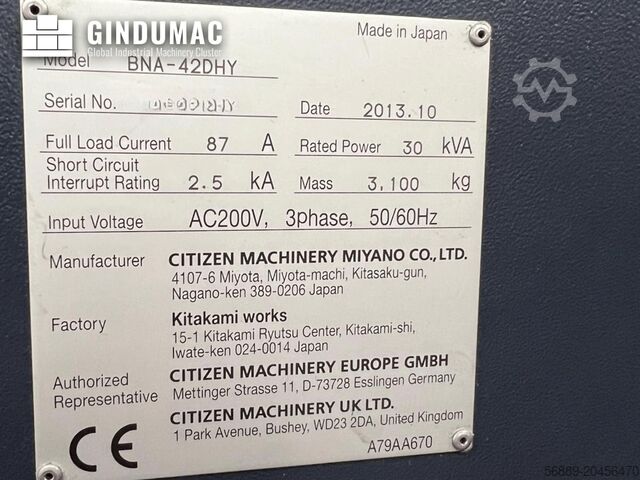 GINDUMAC
Global Industrial Machinery Cluster
Made in Japan
Model BNA-42DHY
Serial No.
Date 2013.10
Full Load Current 87 A
Rated Power 30 kVA
Short Circuit
Interrupt Rating 2.5 kA
Mass 3,100 kg
Input Voltage AC200V, 3phase, 50/60Hz
Manufacturer CITIZEN MACHINERY MIYANO CO., LTD.
4107-6 Miyota, Miyota-machi, Kitasaku-gun,
Nagano-ken 389-0206 Japan
Factory Kitakami works
15-1 Kitakami Ryutsu Center, Kitakami-shi,
Iwate-ken 024-0014 Japan
Authorized
Representative
CITIZEN MACHINERY EUROPE GMBH
Mettinger Strasse 11, D-73728 Esslingen Germany
CITIZEN MACHINERY UK LTD.
1 Park Avenue, Bushey, WD23 2DA, United Kingdom
CE
A79AA670
56889-20456470